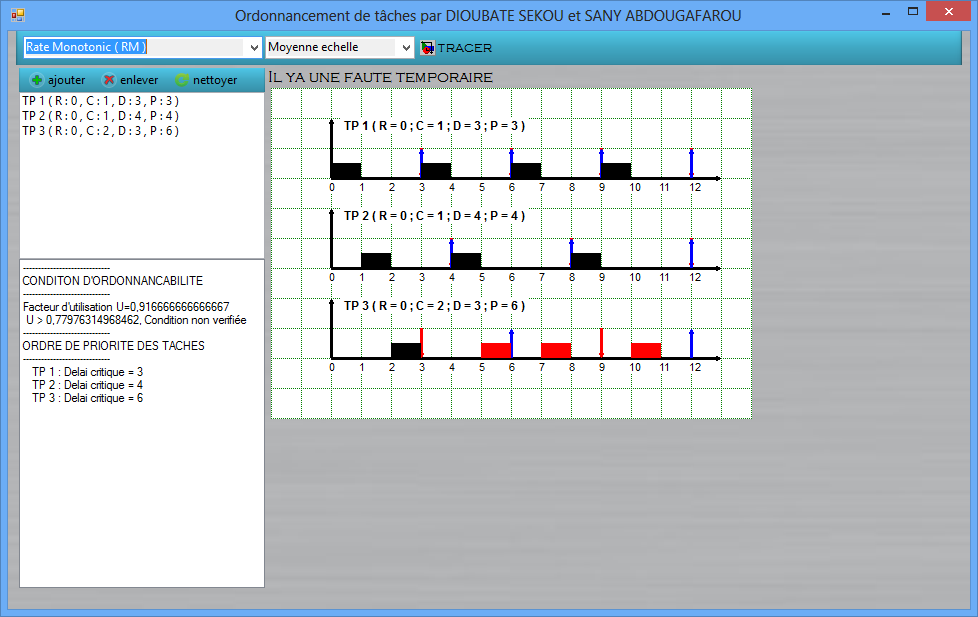 Ordonnancement de tâches par DIOUBATE SEKOU et SANY ABDOUGAFAROU
Rate Monotonic ( RM )
Moyenne echelle
TRACER
ajouter enlever nettoyer
IL YA UNE FAUTE TEMPORAIRE
TP 1 ( R : 0 , C : 1 , D : 3 , P : 3 )
TP 2 ( R : 0 , C : 1 , D : 4 , P : 4 )
TP 3 ( R : 0 , C : 2 , D : 3 , P : 6 )
-----------------------------
CONDITON D'ORDONNANCABILITE
-----------------------------
Facteur d'utilisation U=0,916666666666667
U > 0,77976314968462, Condition non verifiée
-----------------------------
ORDRE DE PRIORITE DES TACHES
-----------------------------
TP 1 : Delai critique = 3
TP 2 : Delai critique = 4
TP 3 : Delai critique = 6
TP 1 ( R = 0 ; C = 1 ; D = 3 ; P = 3 )
0 1 2 3 4 5 6 7 8 9 10 11 12
TP 2 ( R = 0 ; C = 1 ; D = 4 ; P = 4 )
0 1 2 3 4 5 6 7 8 9 10 11 12
TP 3 ( R = 0 ; C = 2 ; D = 3 ; P = 6 )
0 1 2 3 4 5 6 7 8 9 10 11 12